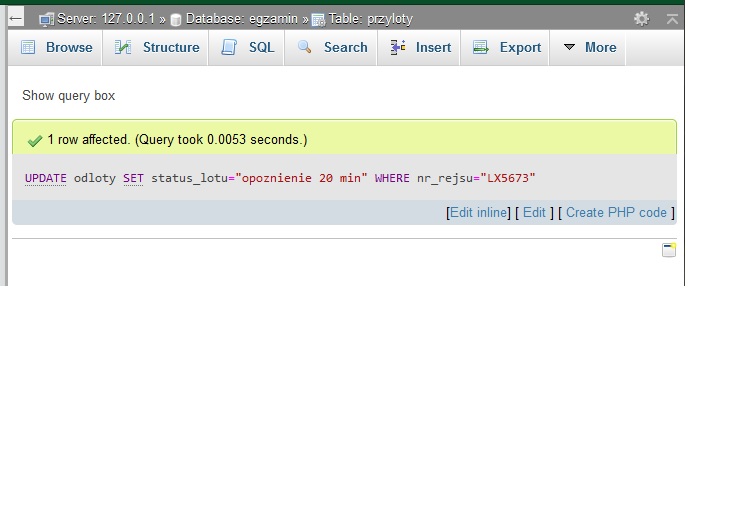 Server: 127.0.0.1 » Database: egzamin » Table: przyloty
Browse Structure SQL Search Insert Export More
Show query box
1 row affected. (Query took 0.0053 seconds.)
UPDATE odloty SET status_lotu="opoznienie 20 min" WHERE nr_rejsu="LX5673"
[Edit inline] [ Edit ] [ Create PHP code ]